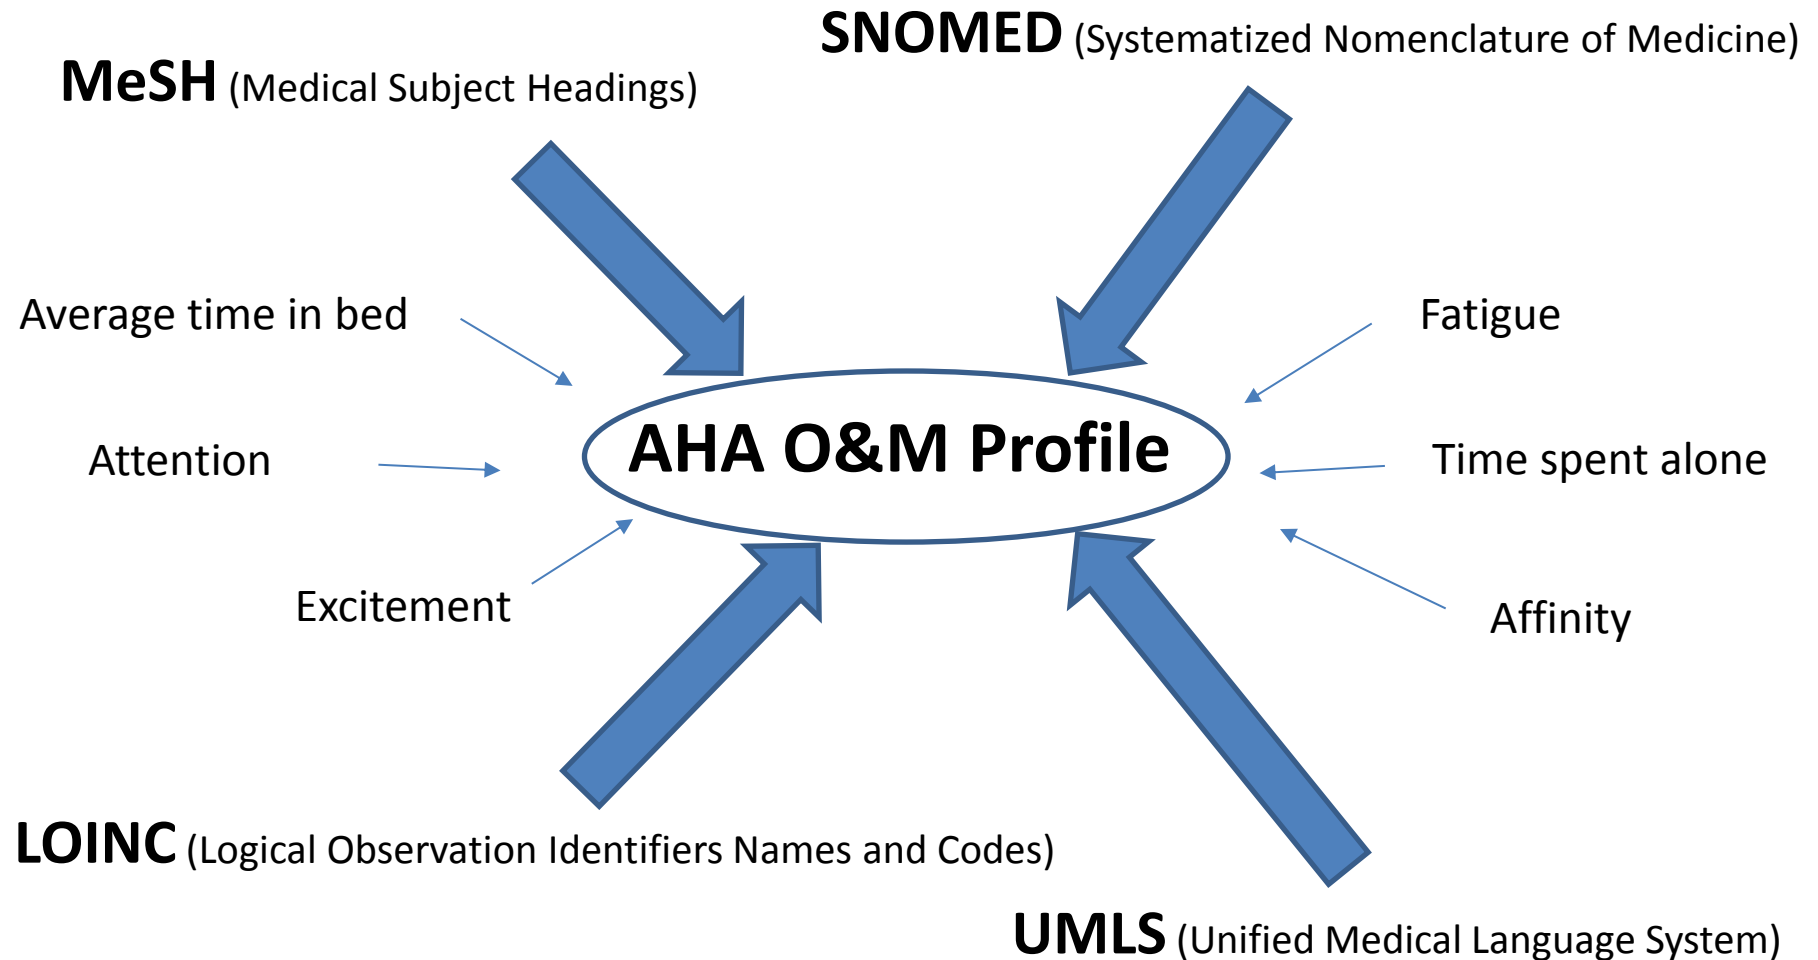 SNOMED (Systematized Nomenclature of Medicine)
MeSH (Medical Subject Headings)
Average time in bed
Fatigue
AHA O&M Profile
Attention
Time spent alone
Excitement
Affinity
LOINC (Logical Observation Identifiers Names and Codes)
UMLS (Unified Medical Language System)